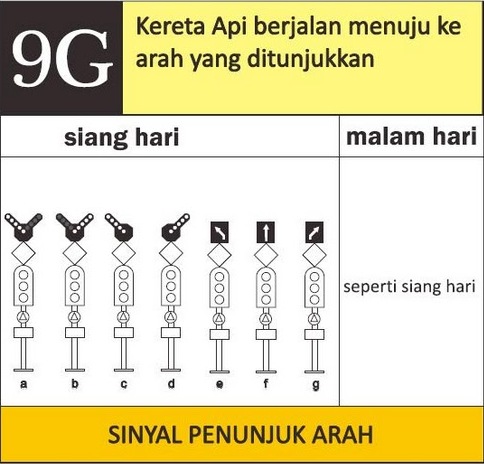 9G
Kereta Api berjalan menuju ke
arah yang ditunjukkan
siang hari
malam hari
seperti siang hari
a b c d e f g
SINYAL PENUNJUK ARAH